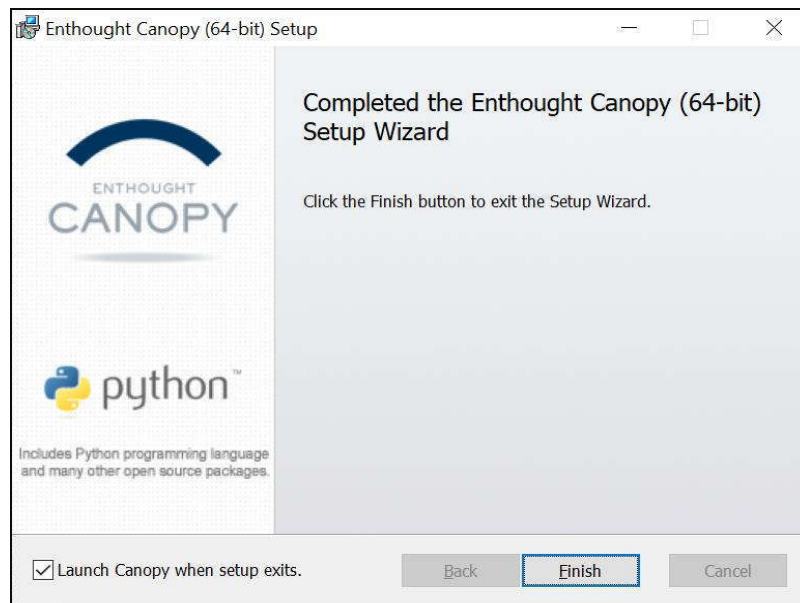 Enthought Canopy (64-bit) Setup
Completed the Enthought Canopy (64-bit)
Setup Wizard
Click the Finish button to exit the Setup Wizard.
ENTHOUGHT
CANOPY
python™
Includes Python programming language
and many other open source packages.
Launch Canopy when setup exits.
Back
Finish
Cancel